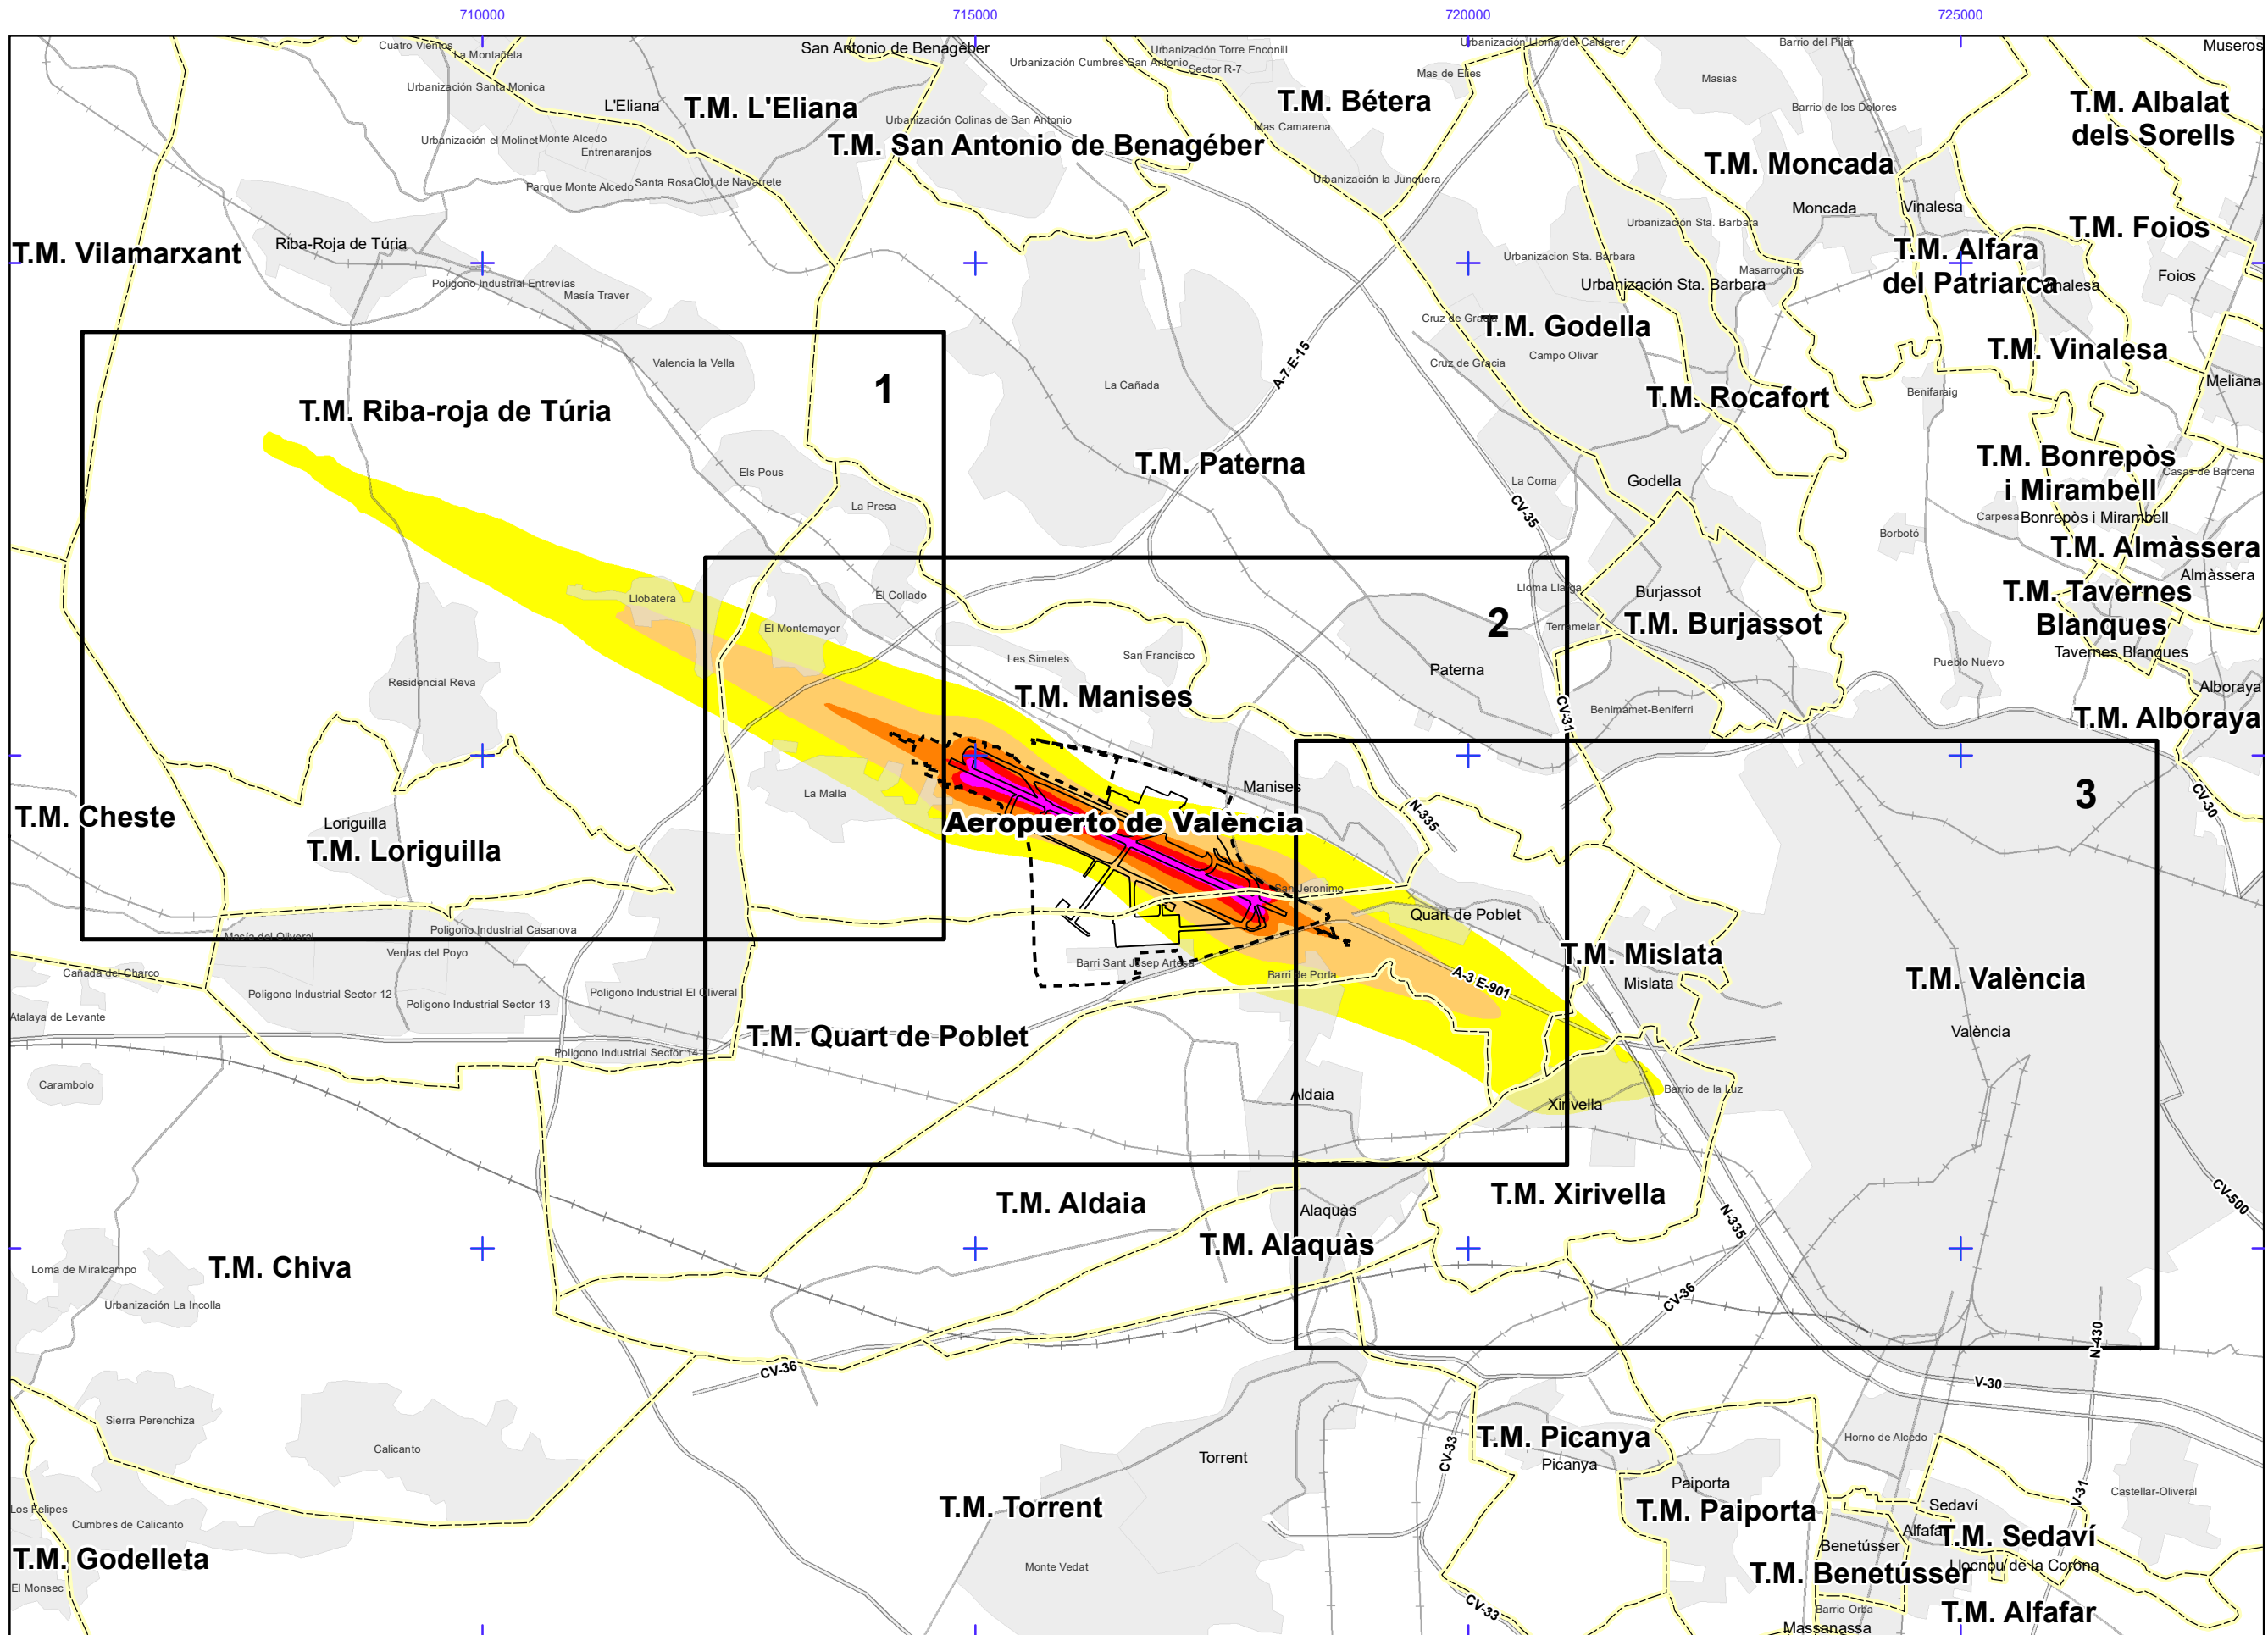 710000
715000
720000
725000
Cuatro Vientos
La Montañeta
San Antonio de Benagéber
Urbanización Torre Enconill
Urbanización Lloma del Calderer
Barrio del Pilar
Museros
Urbanización Cumbres San Antonio
Sector R-7
Mas de Elies
Masias
Urbanización Santa Monica
L'Eliana
T.M. L'Eliana
T.M. Bétera
Barrio de los Dolores
T.M. Albalat
dels Sorells
Urbanización Colinas de San Antonio
Mas Camarena
Urbanización el Molinet
Monte Alcedo
Entrenaranjos
T.M. San Antonio de Benagéber
T.M. Moncada
Parque Monte Alcedo
Santa Rosa
Clot de Navarrete
Urbanización la Junquera
Moncada
Vinalesa
Urbanización Sta. Barbara
T.M. Foios
T.M. Vilamarxant
Riba-Roja de Túria
Urbanizacion Sta. Bárbara
T.M. Alfara
del Patriarca
Masarrochos
Foios
Poligono Industrial Entrevías
Masía Traver
Urbanización Sta. Barbara
Vinalesa
Cruz de Gracia
T.M. Godella
T.M. Vinalesa
1
Valencia la Vella
La Cañada
A-7 E-15
Cruz de Gracia
Campo Olivar
Meliana
T.M. Riba-roja de Túria
T.M. Rocafort
Benifaraig
T.M. Paterna
T.M. Bonrepòs
i Mirambell
Els Pous
La Presa
La Coma
Godella
Casas de Barcena
CV-35
Carpesa
Bonrepòs i Mirambell
Borbotó
T.M. Almàssera
Almàssera
Llobatera
El Collado
Lloma Llarga
Burjassot
T.M. Tavernes
Blanques
El Montemayor
2
Terramelar
T.M. Burjassot
Tavernes Blanques
Les Simetes
San Francisco
Paterna
Pueblo Nuevo
Residencial Reva
T.M. Manises
CV-31
Benimamet-Beniferri
Alboraya
T.M. Alboraya
La Malla
Manises
3
CV-30
T.M. Cheste
Loriguilla
T.M. Loriguilla
Aeropuerto de València
N-335
San Jeronimo
Quart de Poblet
Masía del Oliveral
Poligono Industrial Casanova
Ventas del Poyo
T.M. Mislata
Mislata
T.M. València
València
Cañada del Charco
Barri Sant Josep Artesa
Barri de Porta
A-3 E-901
Poligono Industrial Sector 12
Poligono Industrial Sector 13
Poligono Industrial El Oliveral
Atalaya de Levante
T.M. Quart de Poblet
Poligono Industrial Sector 14
Carambolo
Aldaia
Xirivella
Barrio de la Luz
T.M. Aldaia
T.M. Xirivella
Alaquàs
T.M. Alaquàs
N-335
CV-500
Loma de Miralcampo
T.M. Chiva
Urbanización La Incolla
CV-36
N-430
CV-36
V-30
Sierra Perenchiza
Calicanto
Torrent
CV-33
T.M. Picanya
Picanya
Horno de Alcedo
Paiporta
V-31
Castellar-Oliveral
Los Felipes
Cumbres de Calicanto
T.M. Torrent
T.M. Paiporta
Sedaví
Alfafar
T.M. Sedaví
Benetússer
T.M. Godelleta
Monte Vedat
T.M. Benetússer
Llocnou de la Corona
El Monsec
CV-33
Barrio Orba
T.M. Alfafar
Massanassa